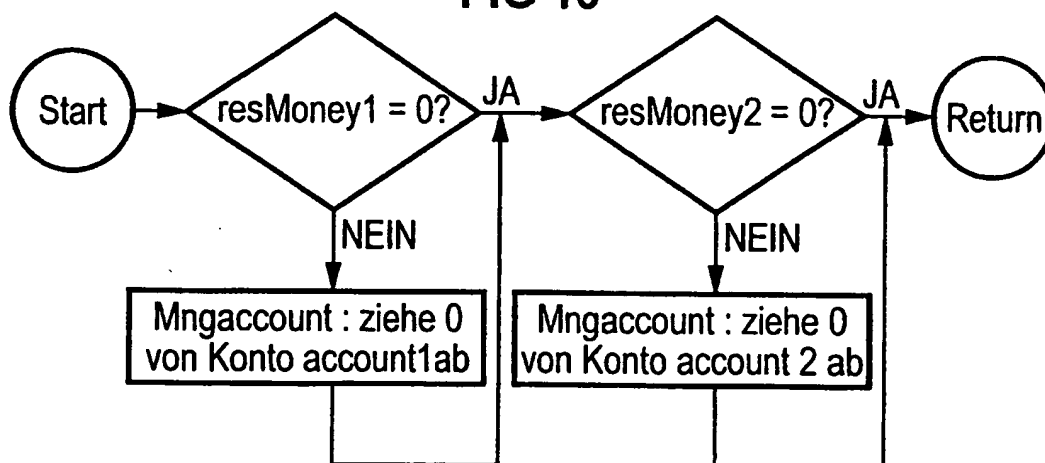 Start
resMoney1 = 0?
JA
resMoney2 = 0?
JA
Return
NEIN
NEIN
Mngaccount : ziehe 0
von Konto account1ab
Mngaccount : ziehe 0
von Konto account 2 ab